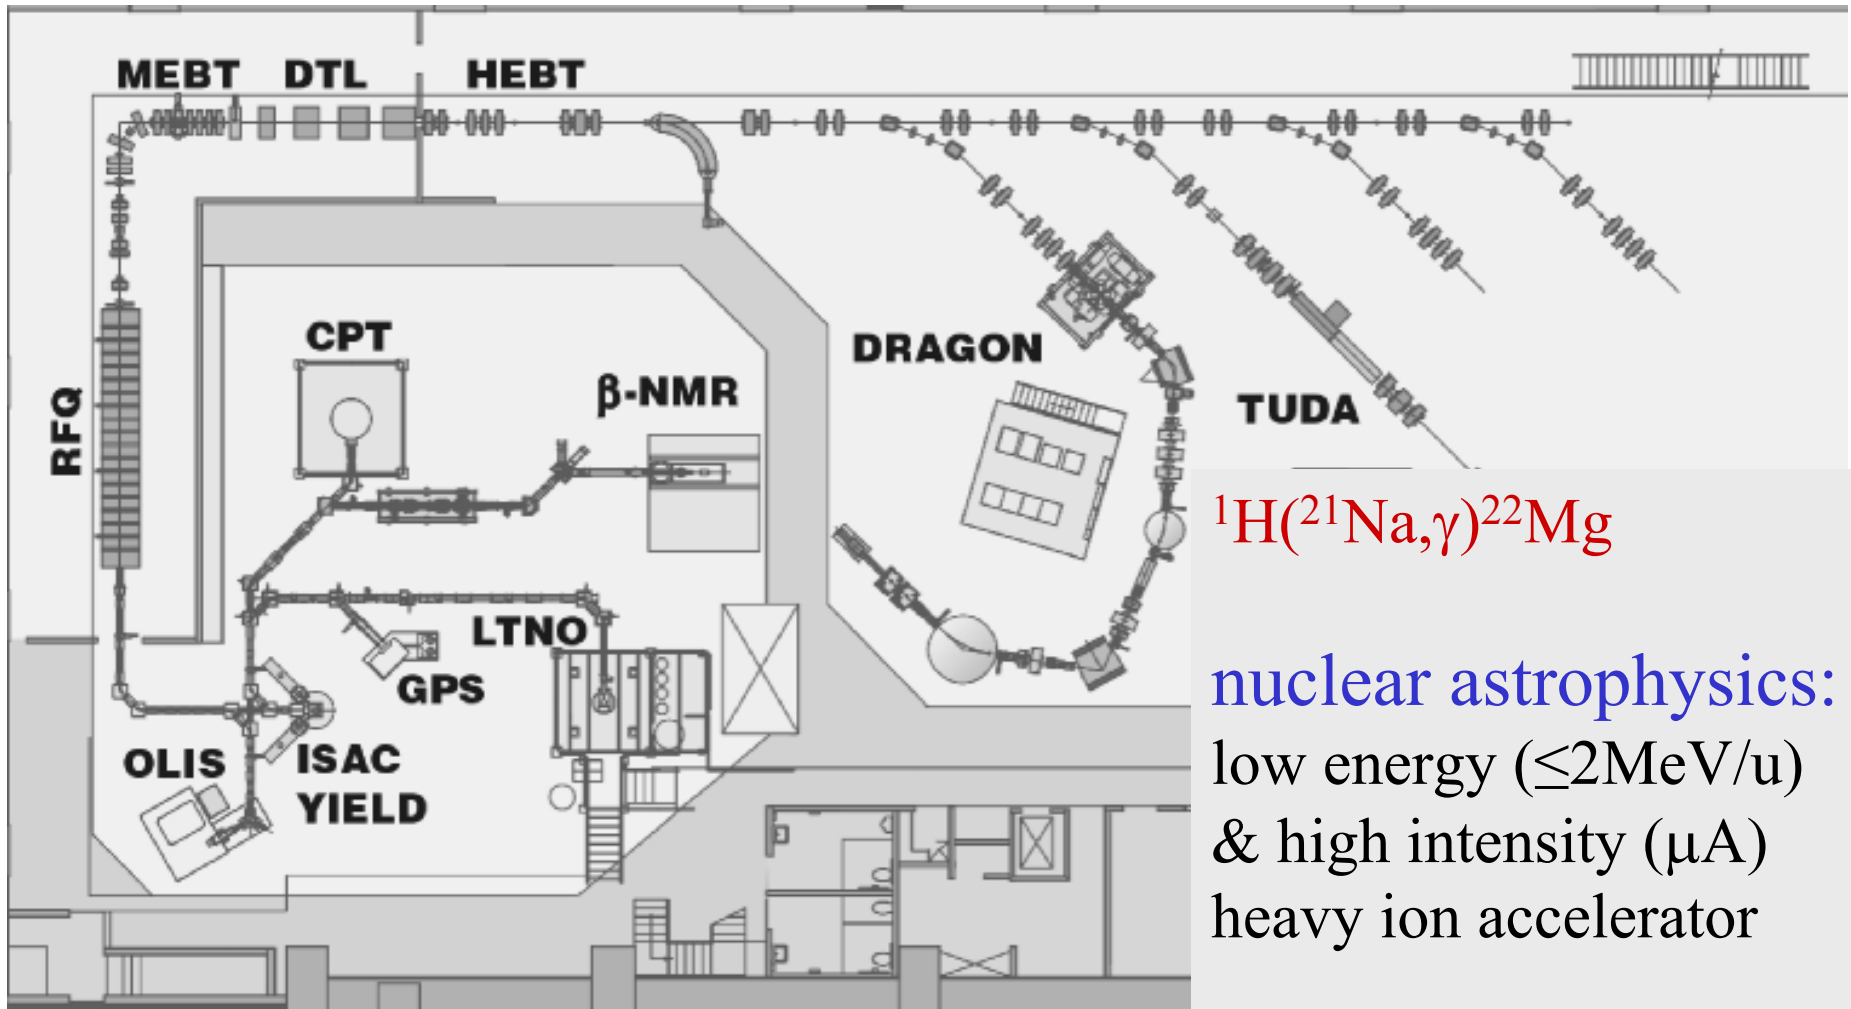 MEBT DTL HEBT
CPT
β-NMR
RFQ
DRAGON
TUDA
LTNO
GPS
OLIS
ISAC
YIELD
¹H(²¹Na,γ)²²Mg
nuclear astrophysics:
low energy (≤2MeV/u)
& high intensity (μA)
heavy ion accelerator